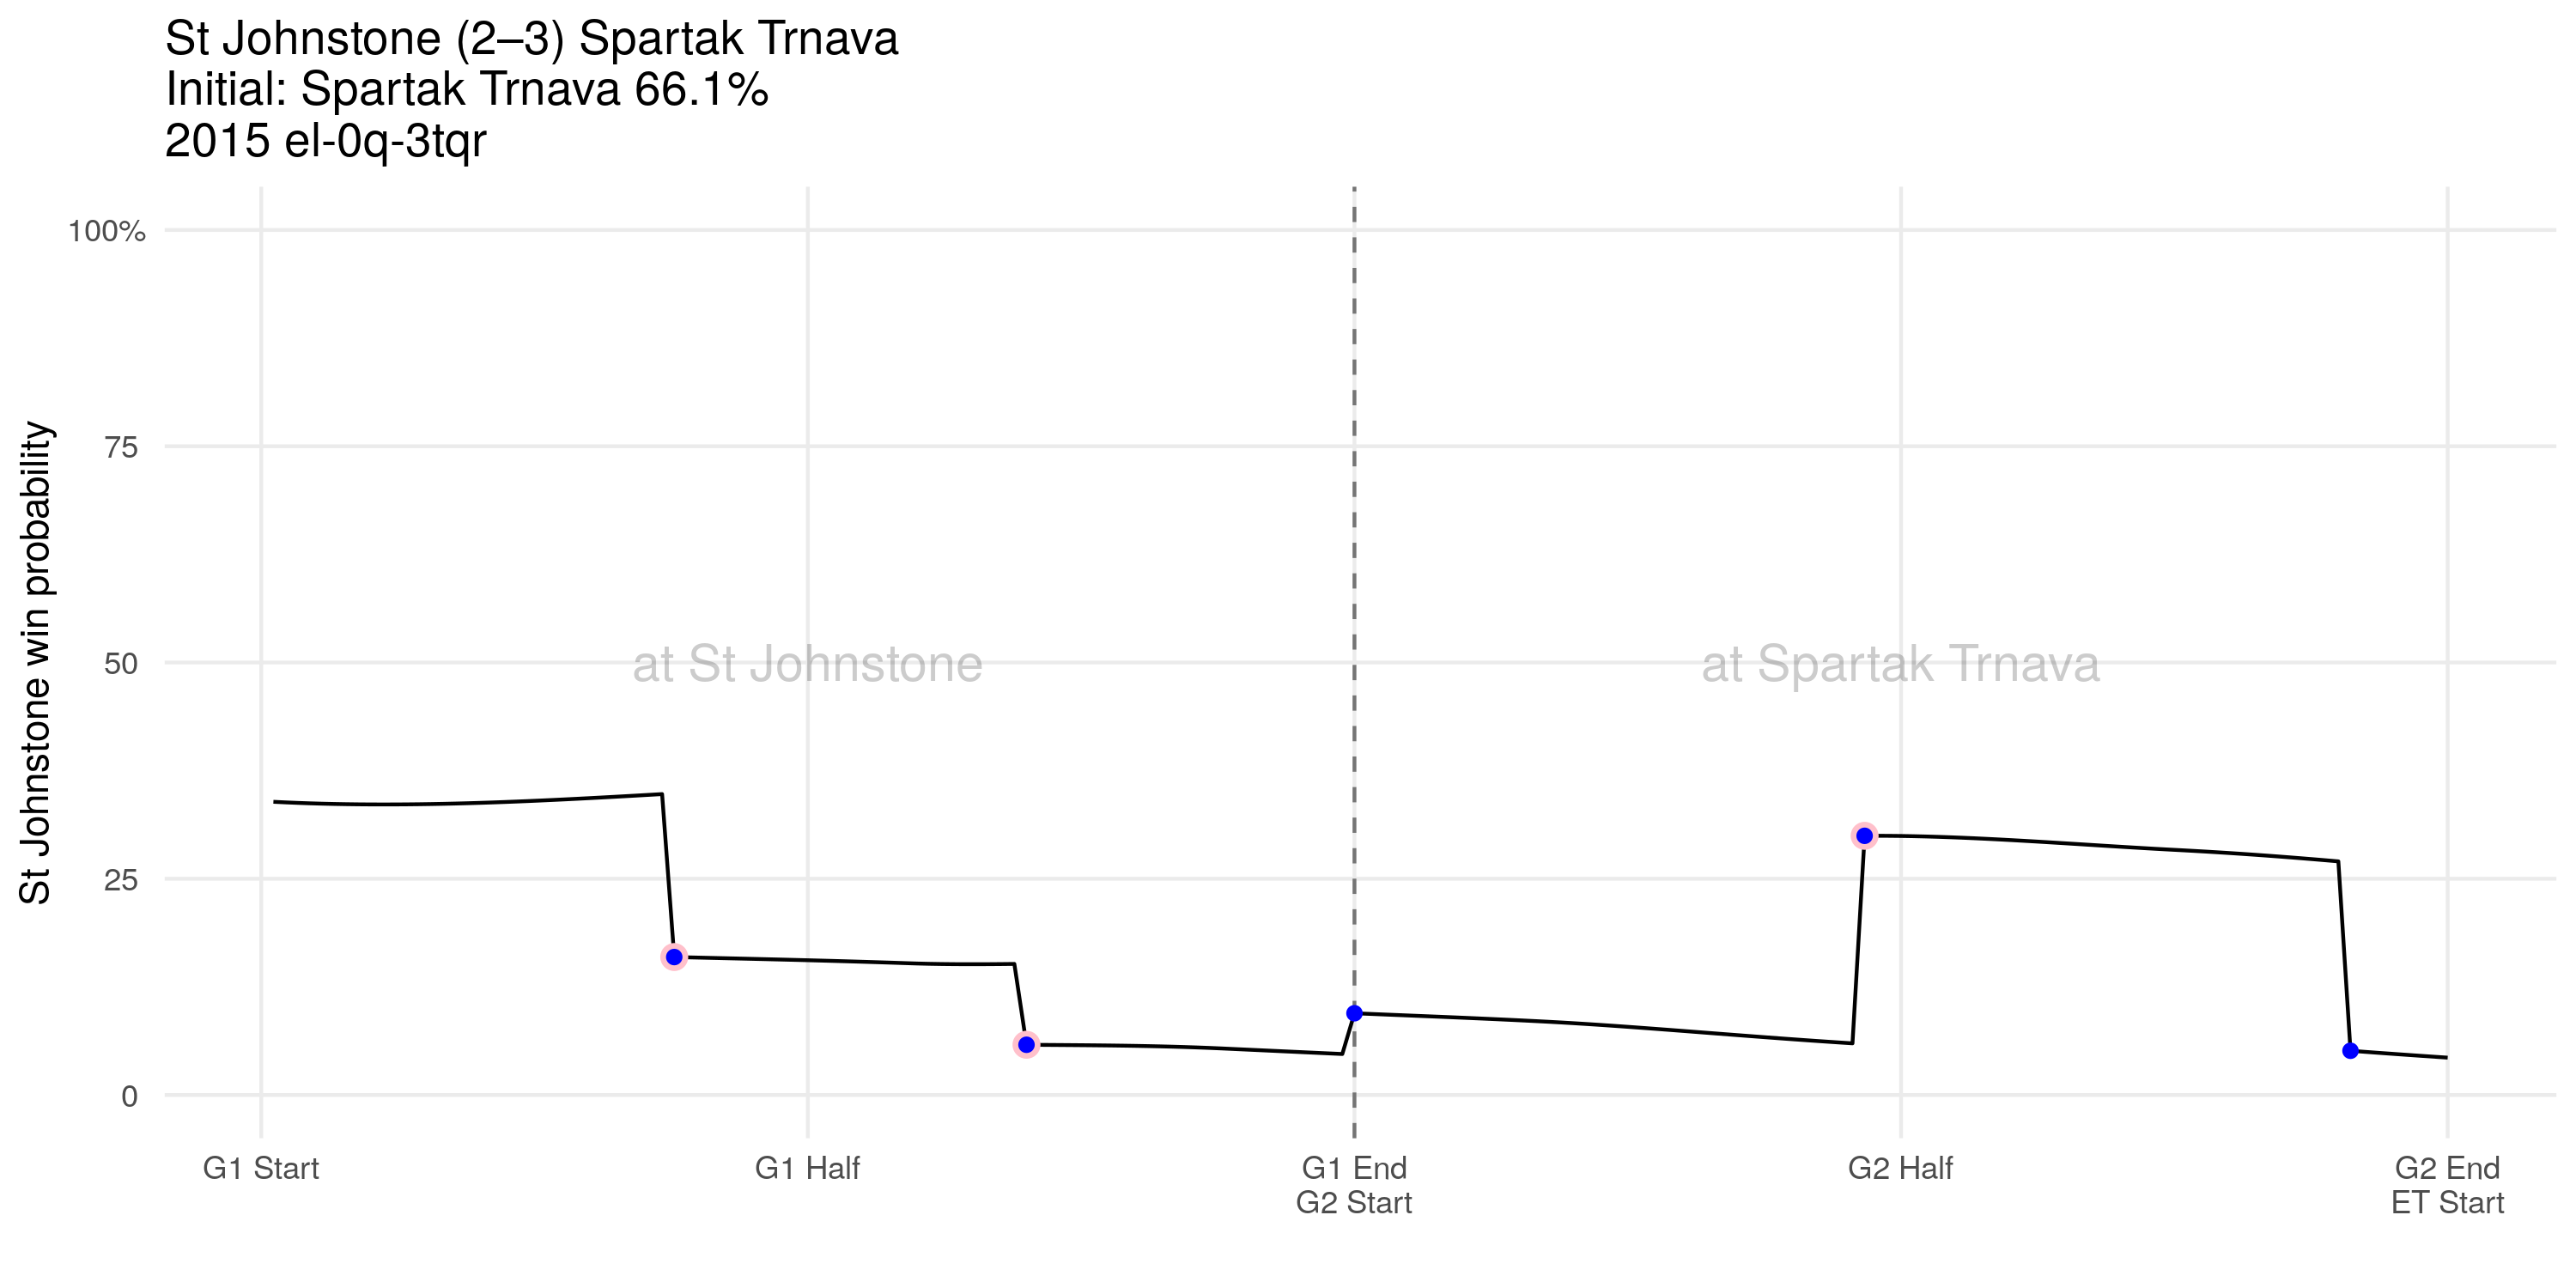 St Johnstone (2–3) Spartak Trnava
Initial: Spartak Trnava 66.1%
2015 el-0q-3tqr
St Johnstone win probability
100%
75
50
25
0
at St Johnstone
at Spartak Trnava
G1 Start
G1 Half
G1 End
G2 Start
G2 Half
G2 End
ET Start